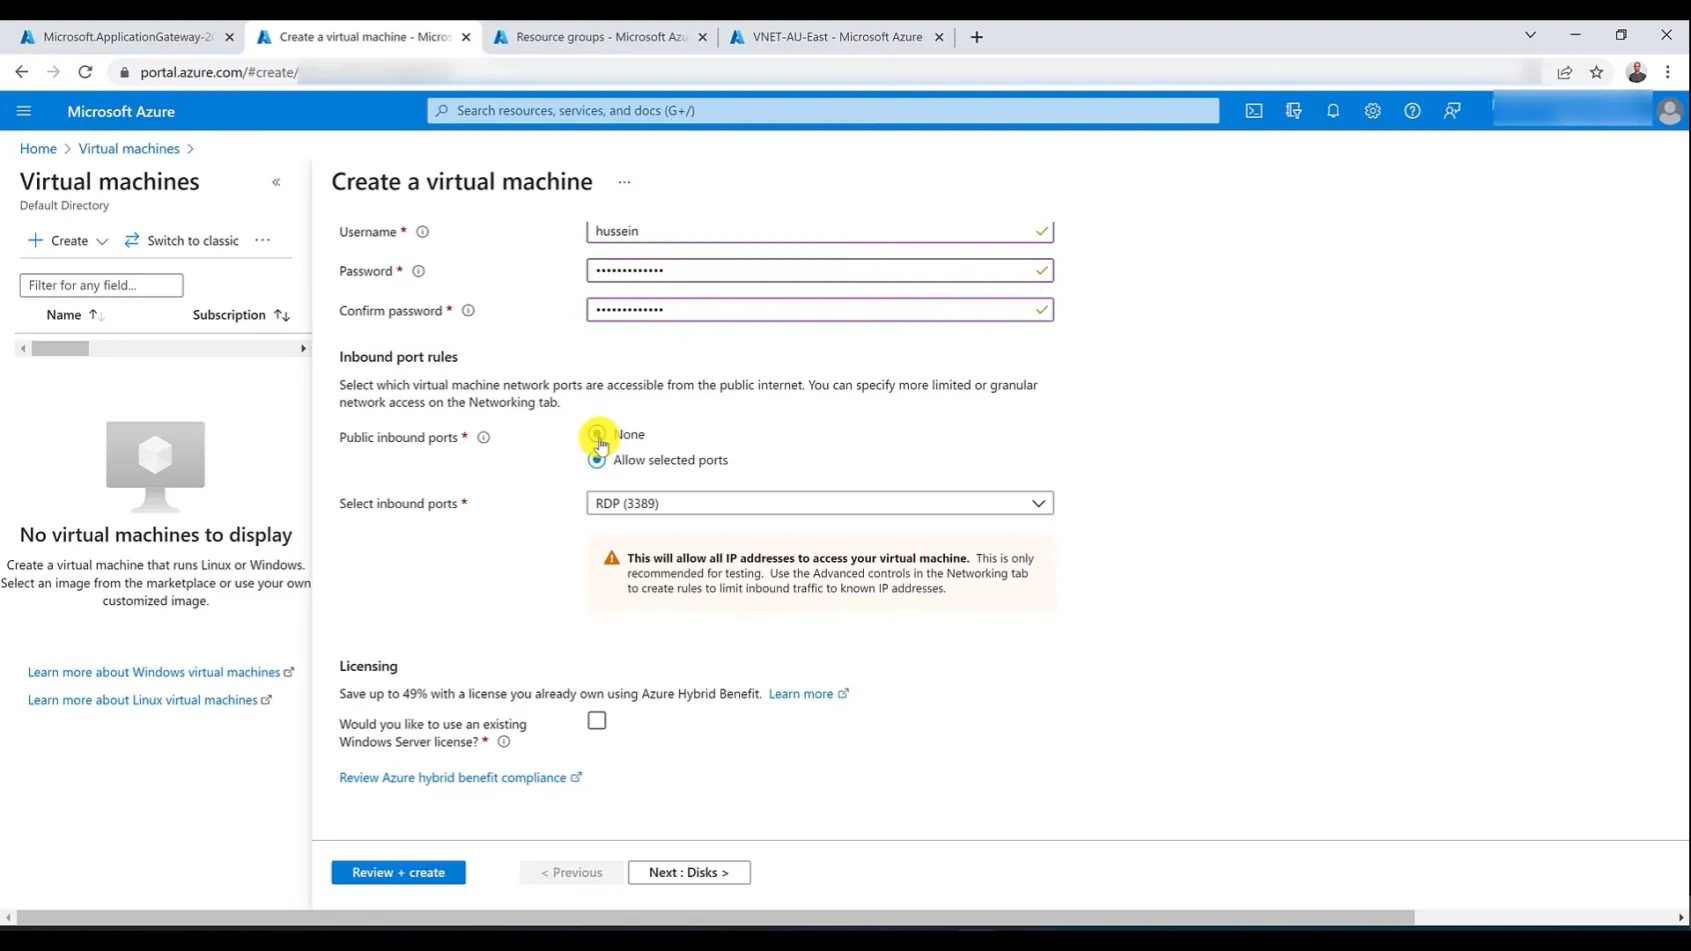 Microsoft.ApplicationGateway-20
Create a virtual machine - Micros
Resource groups - Microsoft Azu
VNET-AU-East - Microsoft Azure
portal.azure.com/#create/
Microsoft Azure
Search resources, services, and docs (G+/)
Home > Virtual machines >
Virtual machines
«
Default Directory
+ Create
Switch to classic
...
Filter for any field...
Name ↑↓
Subscription ↑↓
No virtual machines to display
Create a virtual machine that runs Linux or Windows.
Select an image from the marketplace or use your own
customized image.
Learn more about Windows virtual machines
Learn more about Linux virtual machines
Create a virtual machine
...
Username *
hussein
Password *
•••••••••••••
Confirm password *
•••••••••••••
Inbound port rules
Select which virtual machine network ports are accessible from the public internet. You can specify more limited or granular
network access on the Networking tab.
Public inbound ports *
None
Allow selected ports
Select inbound ports *
RDP (3389)
This will allow all IP addresses to access your virtual machine. This is only
recommended for testing. Use the Advanced controls in the Networking tab
to create rules to limit inbound traffic to known IP addresses.
Licensing
Save up to 49% with a license you already own using Azure Hybrid Benefit. Learn more
Would you like to use an existing
Windows Server license? *
Review Azure hybrid benefit compliance
Review + create
< Previous
Next : Disks >